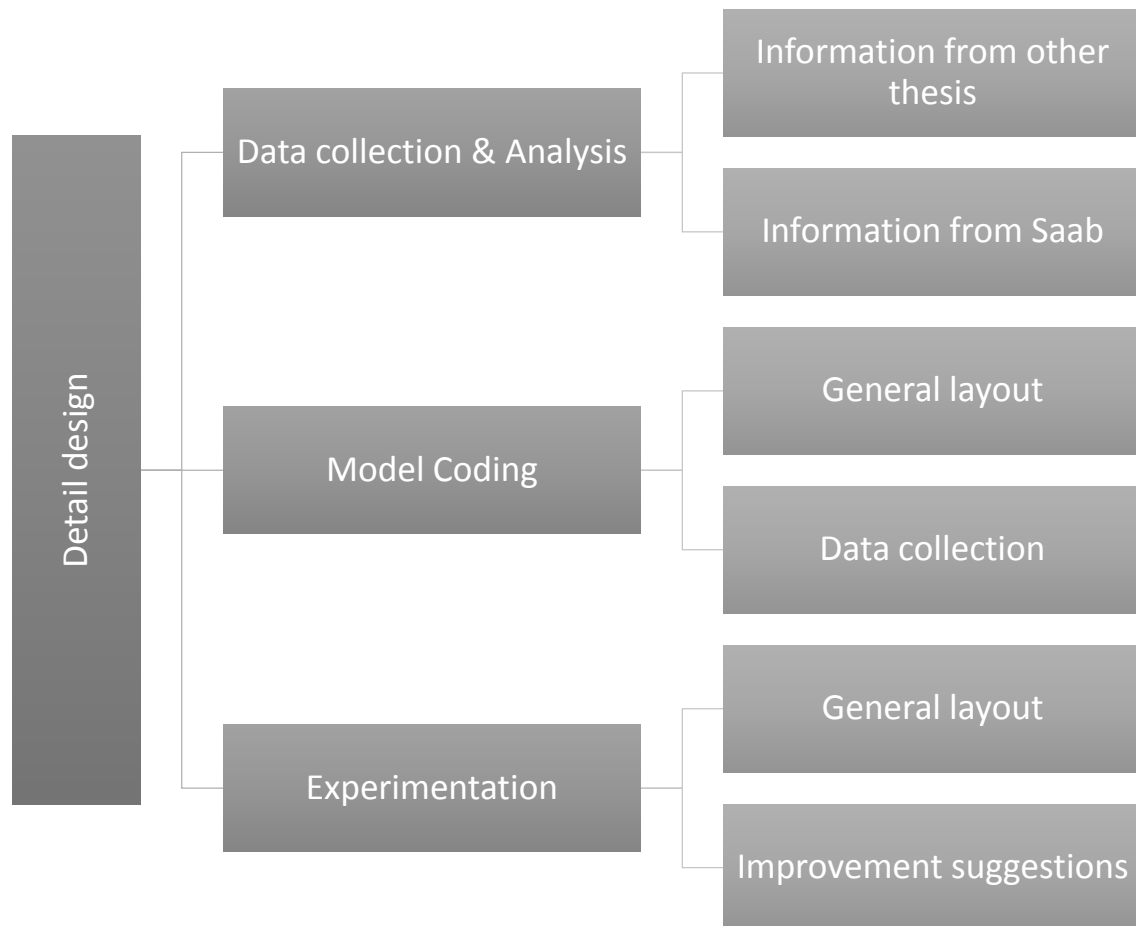 Detail design
Data collection & Analysis
Information from other
thesis
Information from Saab
Model Coding
General layout
Data collection
Experimentation
General layout
Improvement suggestions